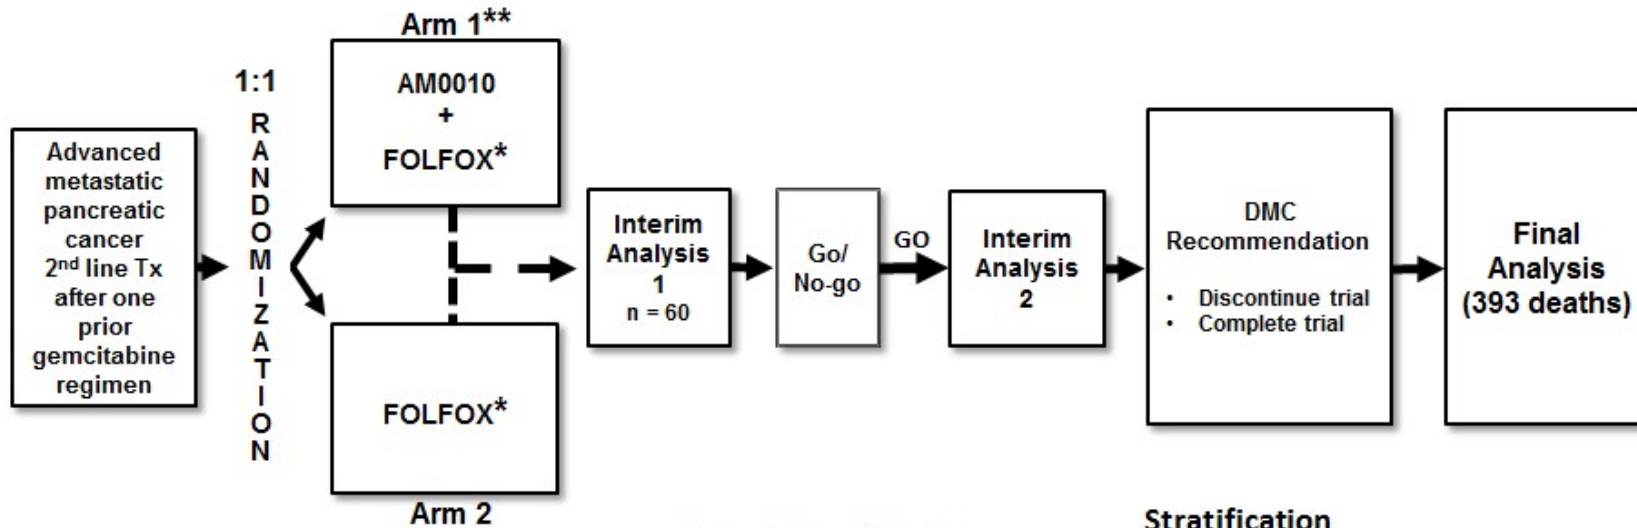 Arm 1**
1:1
RANDOMIZATION
Advanced
metastatic
pancreatic
cancer
2nd line Tx
after one
prior
gemcitabine
regimen
AM0010
+
FOLFOX*
FOLFOX*
Arm 2
Interim
Analysis
1
n = 60
Go/
No-go
GO
Interim
Analysis
2
DMC
Recommendation
• Discontinue trial
• Complete trial
Final
Analysis
(393 deaths)
Stratification